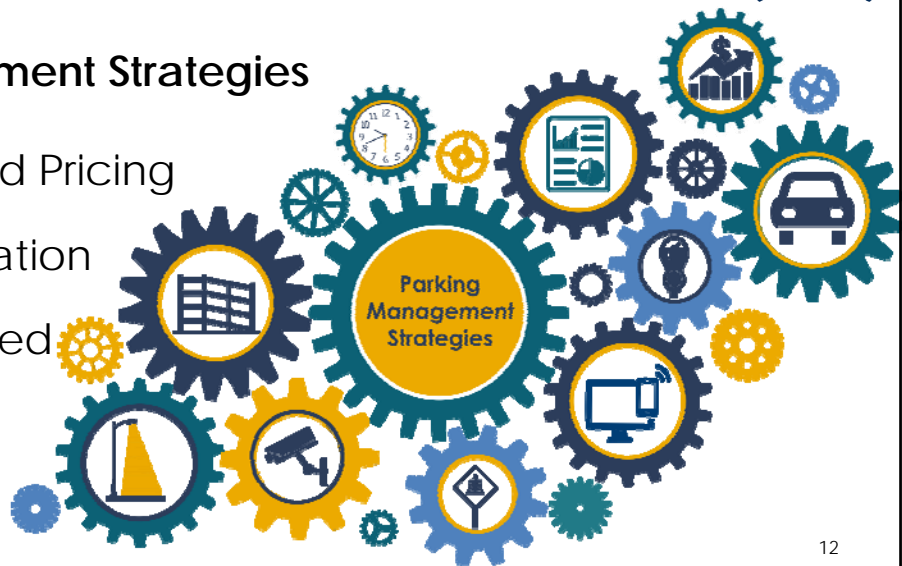 ment Strategies
d Pricing
ation
ed
Parking
Management
Strategies
12